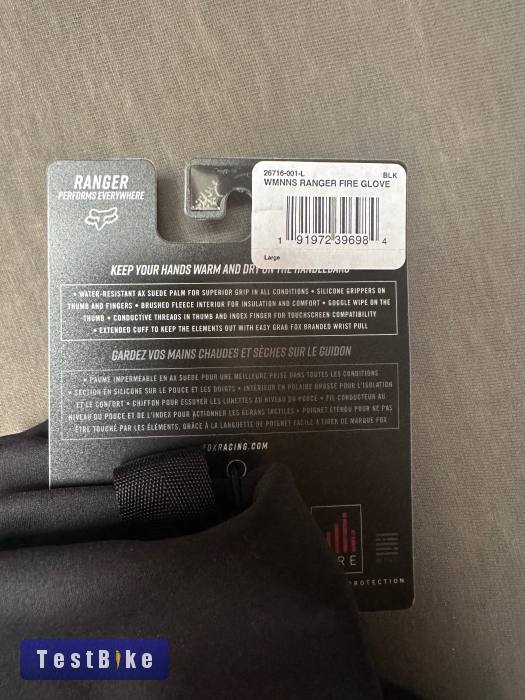 RANGER
PERFORMS EVERYWHERE
26716-001-L BLK
WMNNS RANGER FIRE GLOVE
1 91972 39698 4
Large
KEEP YOUR HANDS WARM AND DRY ON THE HANDLEBARS
• WATER-RESISTANT AX SUEDE PALM FOR SUPERIOR GRIP IN ALL CONDITIONS • SILICONE GRIPPERS ON
THUMB AND FINGERS • BRUSHED FLEECE INTERIOR FOR INSULATION AND COMFORT • GOGGLE WIPE ON THE
THUMB • CONDUCTIVE THREADS IN THUMB AND INDEX FINGER FOR TOUCHSCREEN COMPATIBILITY
• EXTENDED CUFF TO KEEP THE ELEMENTS OUT WITH EASY GRAB FOX BRANDED WRIST PULL
GARDEZ VOS MAINS CHAUDES ET SÈCHES SUR LE GUIDON
• PAUME IMPERMÉABLE EN AX SUEDE POUR UNE MEILLEURE PRISE DANS TOUTES LES CONDITIONS
• SECTION EN SILICONE SUR LE POUCE ET LES DOIGTS • INTÉRIEUR EN POLAIRE BROSSÉ POUR L'ISOLATION
ET LE CONFORT • CHIFFON POUR ESSUYER LES LUNETTES AU NIVEAU DU POUCE • FIL CONDUCTEUR AU
NIVEAU DU POUCE ET DE L'INDEX POUR ACTIONNER LES ÉCRANS TACTILES • POIGNET ÉTENDU POUR NE PAS
ÊTRE TOUCHÉ PAR LES ÉLÉMENTS, GRÂCE À LA LANGUETTE DE POIGNET FACILE À TIRER DE MARQUE FOX
FOXRACING.COM
RE
PROTECTION
TestBike